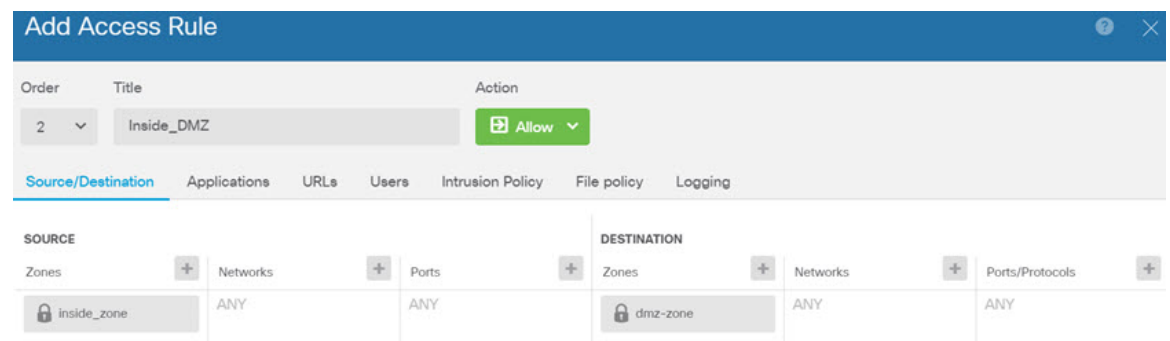 Add Access Rule
Order Title Action
2 Inside_DMZ Allow
Source/Destination Applications URLs Users Intrusion Policy File policy Logging
SOURCE DESTINATION
Zones Networks Ports Zones Networks Ports/Protocols
inside_zone ANY ANY dmz-zone ANY ANY